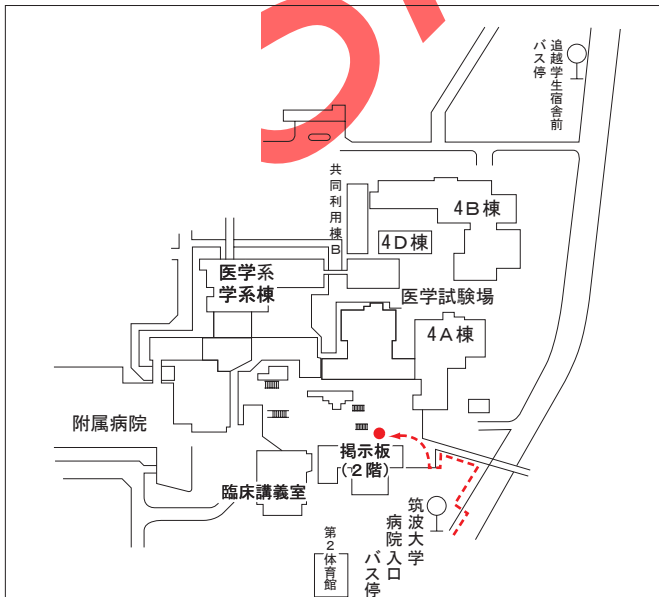 追越学生宿舎前
バス停
共同利用棟B
4B棟
4D棟
医学系
学系棟
医学試験場
4A棟
附属病院
掲示板
(2階)
臨床講義室
筑波大学
病院入口
バス停
第2体育館